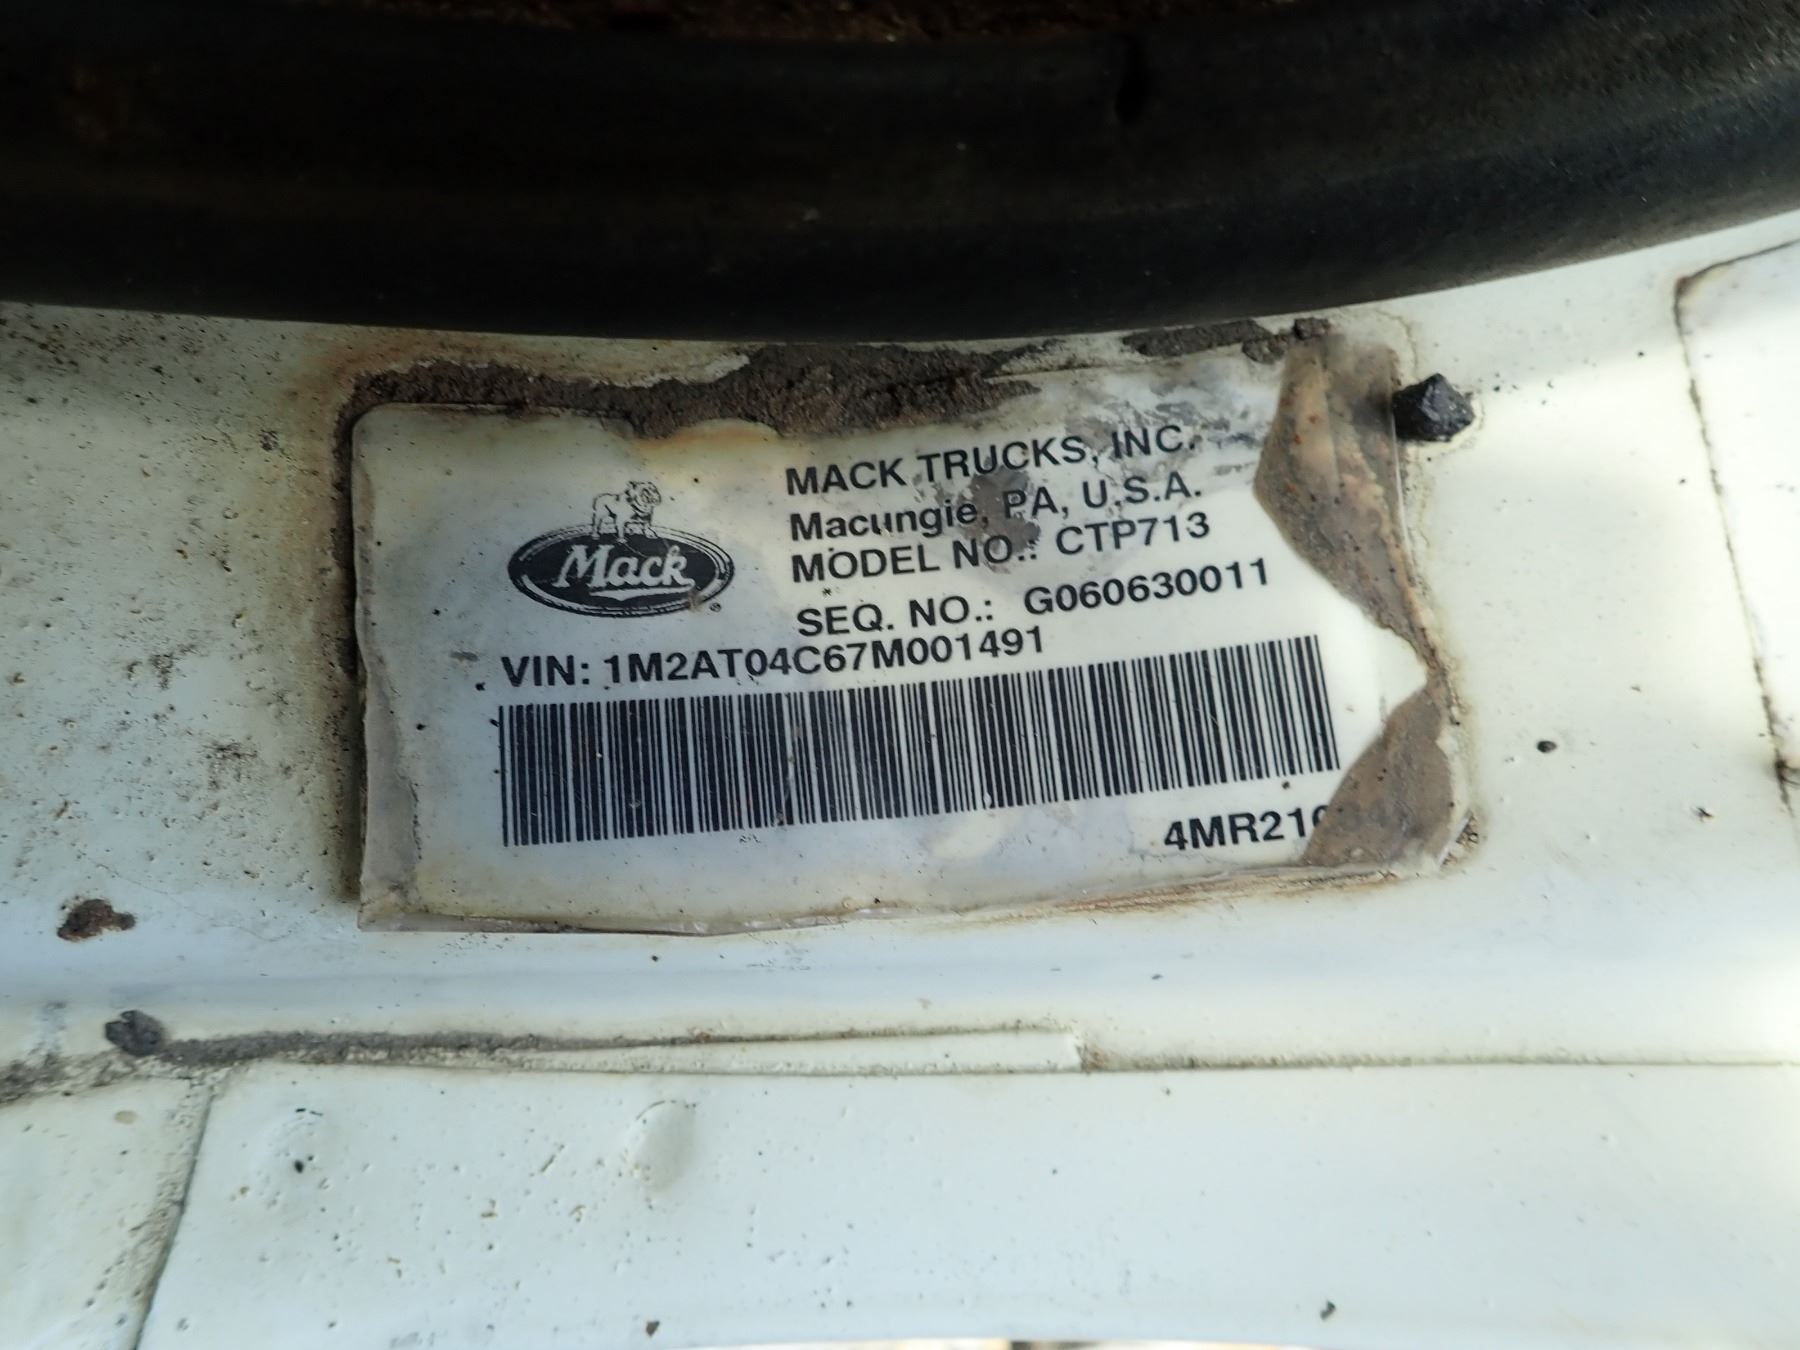 MACK TRUCKS, INC.
Macungie, PA, U.S.A.
MODEL NO.: CTP713
SEQ. NO.: G060630011
Mack
VIN: 1M2AT04C67M001491